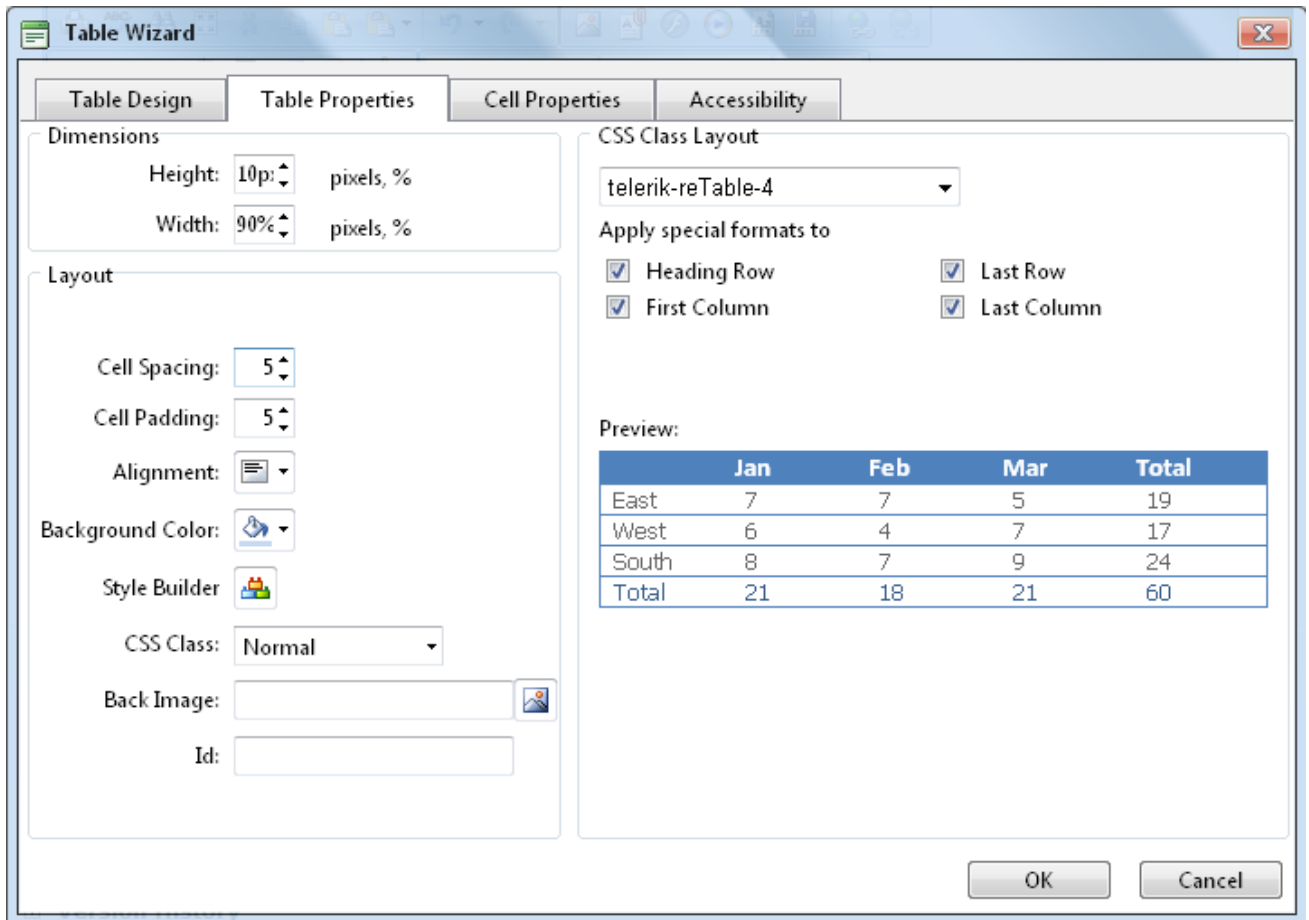 Table Wizard
Table Design
Table Properties
Cell Properties
Accessibility
Dimensions
Height: 10p: pixels, %
Width: 90% pixels, %
Layout
Cell Spacing: 5
Cell Padding: 5
Alignment:
Background Color:
Style Builder
CSS Class: Normal
Back Image:
Id:
CSS Class Layout
telerik-reTable-4
Apply special formats to
Heading Row
Last Row
First Column
Last Column
Preview:
Jan Feb Mar Total
East 7 7 5 19
West 6 4 7 17
South 8 7 9 24
Total 21 18 21 60
OK
Cancel
Version History